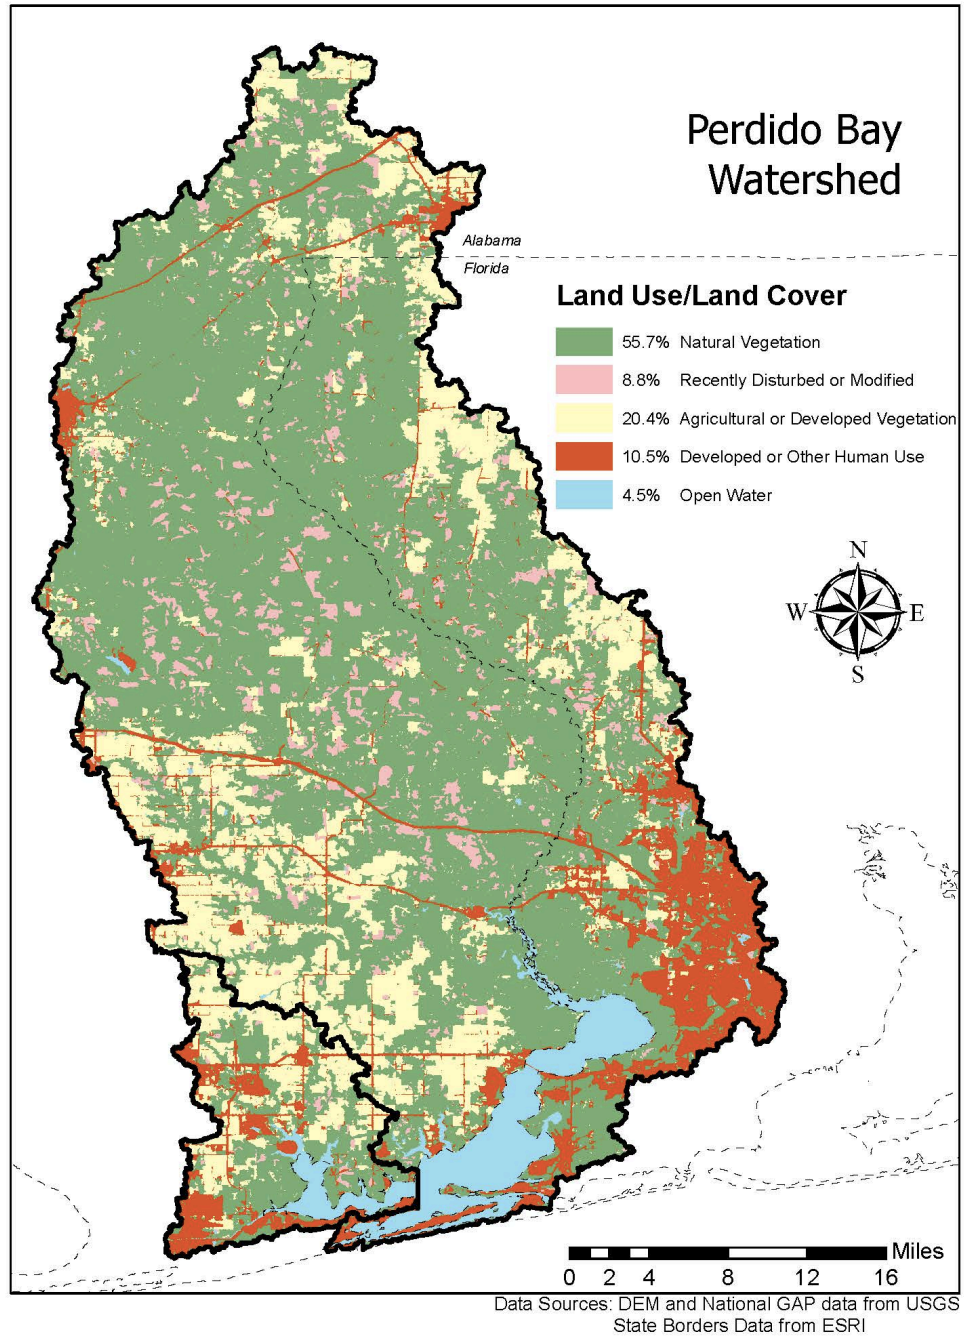 Perdido Bay
Watershed
Alabama
Florida
Land Use/Land Cover
55.7% Natural Vegetation
8.8% Recently Disturbed or Modified
20.4% Agricultural or Developed Vegetation
10.5% Developed or Other Human Use
4.5% Open Water
N
W E
S
Miles
0 2 4 8 12 16
Data Sources: DEM and National GAP data from USGS
State Borders Data from ESRI